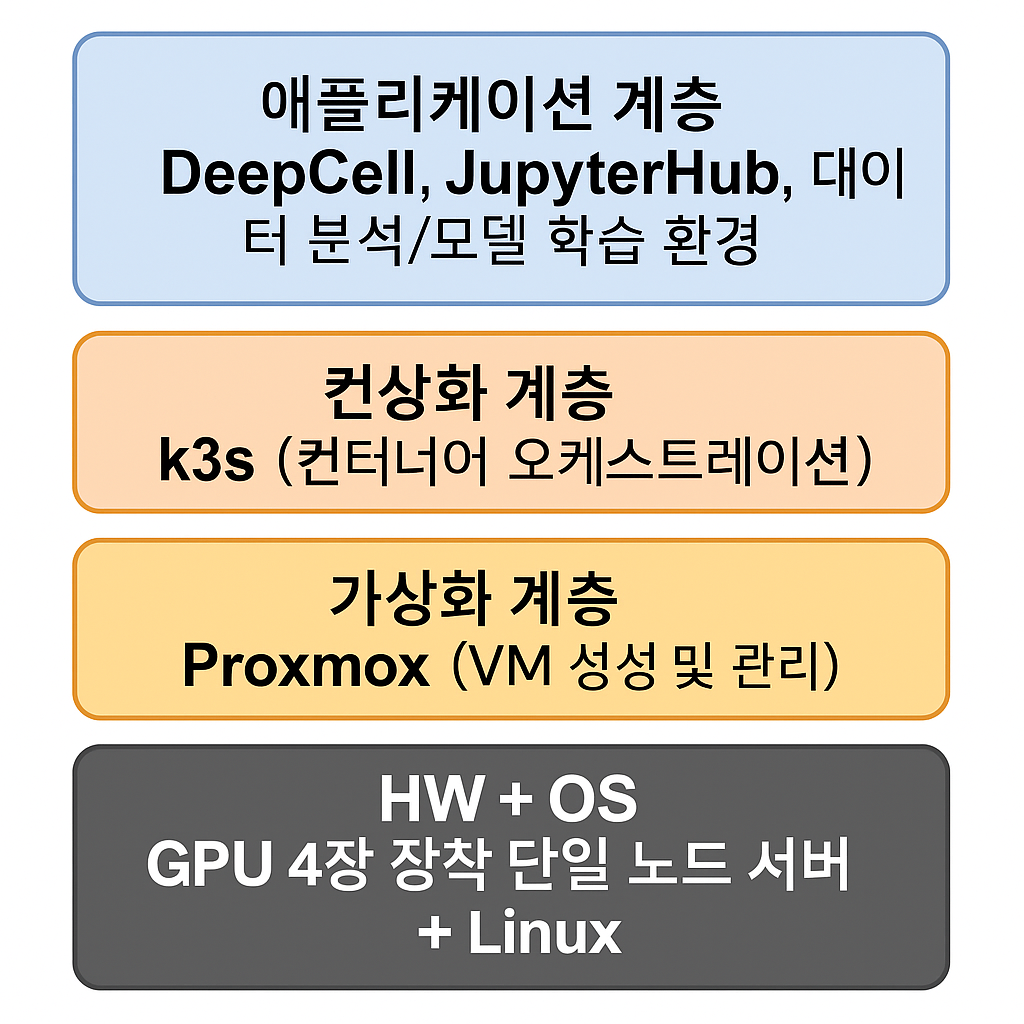 애플리케이션 계층
DeepCell, JupyterHub, 대이
터 분석/모델 학습 환경
컨상화 계층
k3s (컨터너어 오케스트레이션)
가상화 계층
Proxmox (VM 성성 및 관리)
HW + OS
GPU 4장 장착 단일 노드 서버
+ Linux